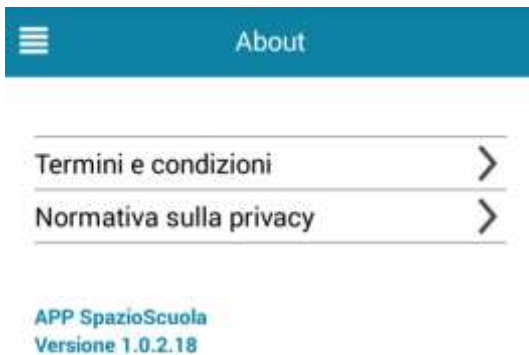 About
Termini e condizioni
Normativa sulla privacy
APP SpazioScuola
Versione 1.0.2.18